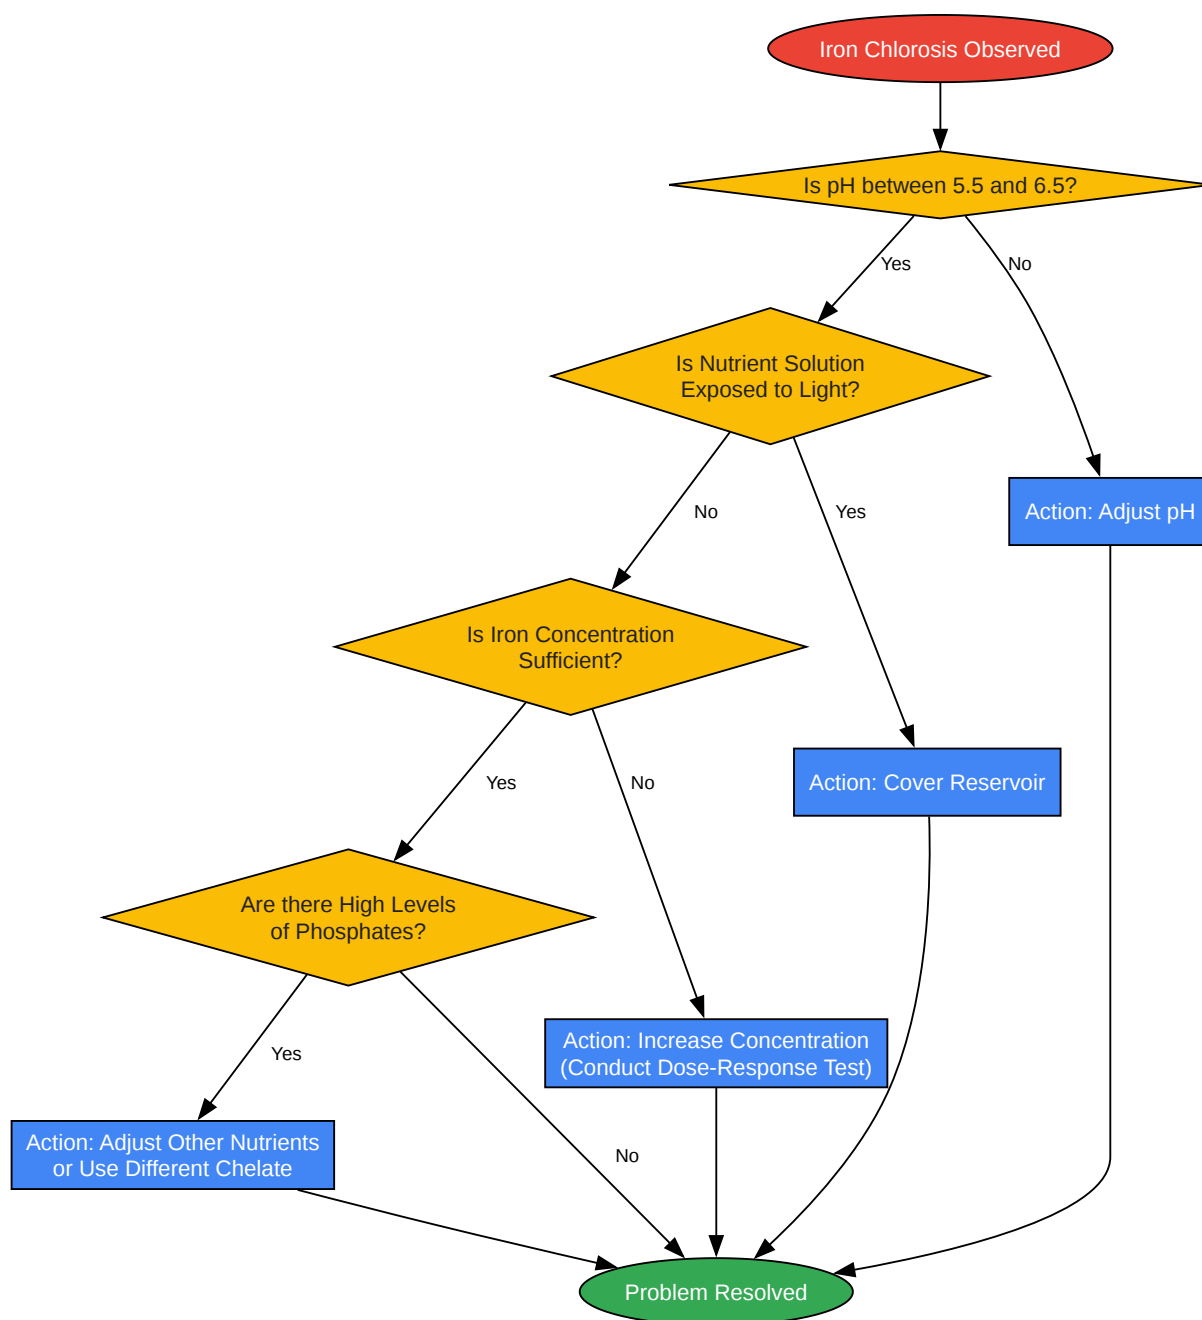 Iron Chlorosis Observed
Is pH between 5.5 and 6.5?
Yes
No
Is Nutrient Solution
Exposed to Light?
No
Yes
Action: Adjust pH
Is Iron Concentration
Sufficient?
Yes
No
Action: Cover Reservoir
Are there High Levels
of Phosphates?
Yes
No
Action: Increase Concentration
(Conduct Dose-Response Test)
Action: Adjust Other Nutrients
or Use Different Chelate
Problem Resolved